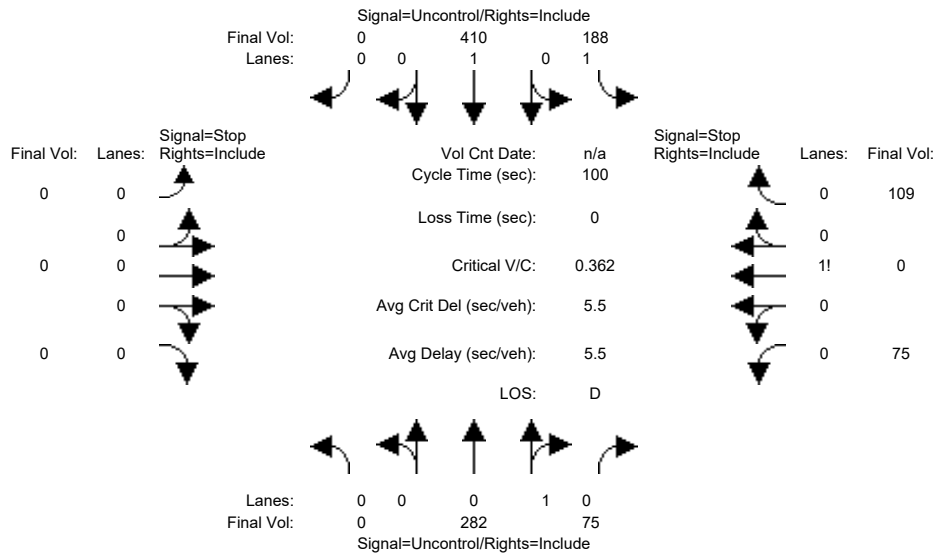 Signal=Uncontrol/Rights=Include
Final Vol: 0 410 188
Lanes: 0 0 1 0 1
Signal=Stop Signal=Stop
Final Vol: Lanes: Rights=Include Vol Cnt Date: n/a Rights=Include Lanes: Final Vol:
Cycle Time (sec): 100
0 0 0 109
Loss Time (sec): 0
0 0
0 0 Critical V/C: 0.362 1! 0
0 Avg Crit Del (sec/veh): 5.5 0
0 0 Avg Delay (sec/veh): 5.5 0 75
LOS: D
Lanes: 0 0 0 1 0
Final Vol: 0 282 75
Signal=Uncontrol/Rights=Include